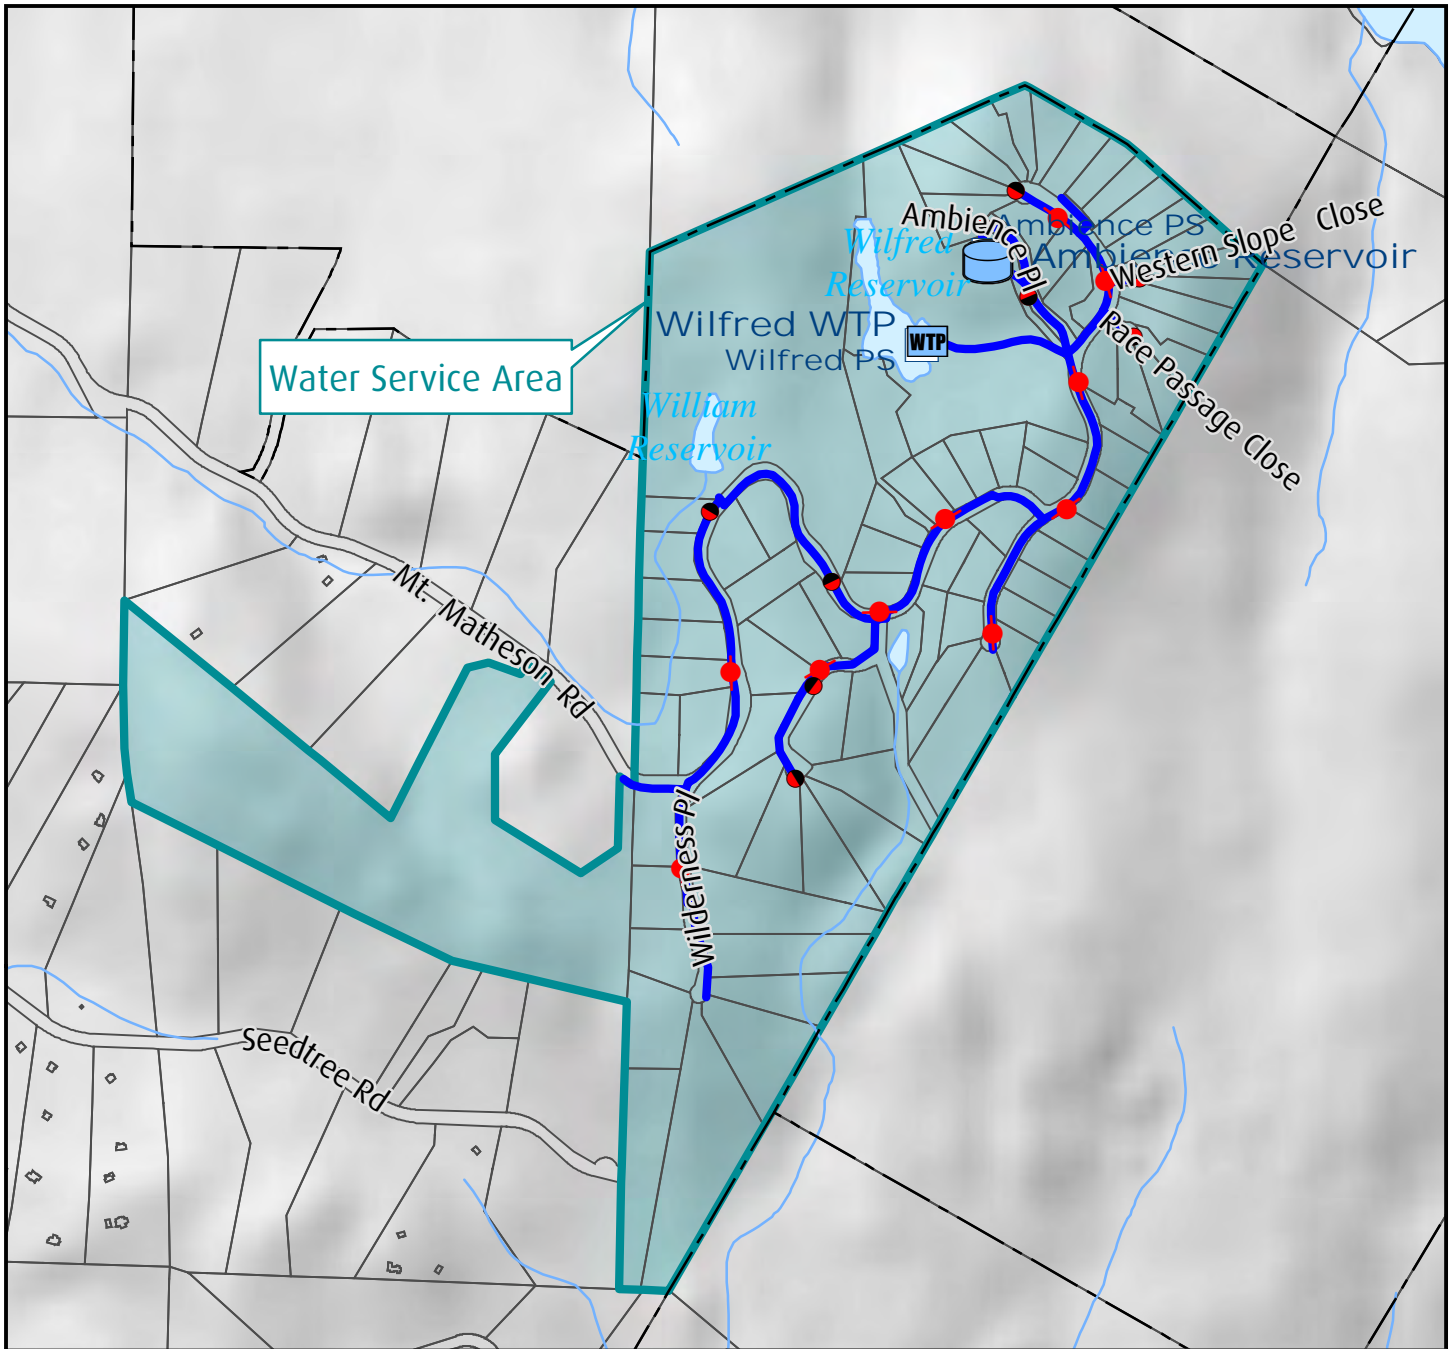 Ambience Pl
Ambience PS
Western Slope Close
Wilfred
Reservoir
Ambience Reservoir
Wilfred WTP
WTP
Wilfred PS
Race Passage Close
Water Service Area
William
Reservoir
Mt. Matheson Rd
Wilderness Pl
Seedtree Rd